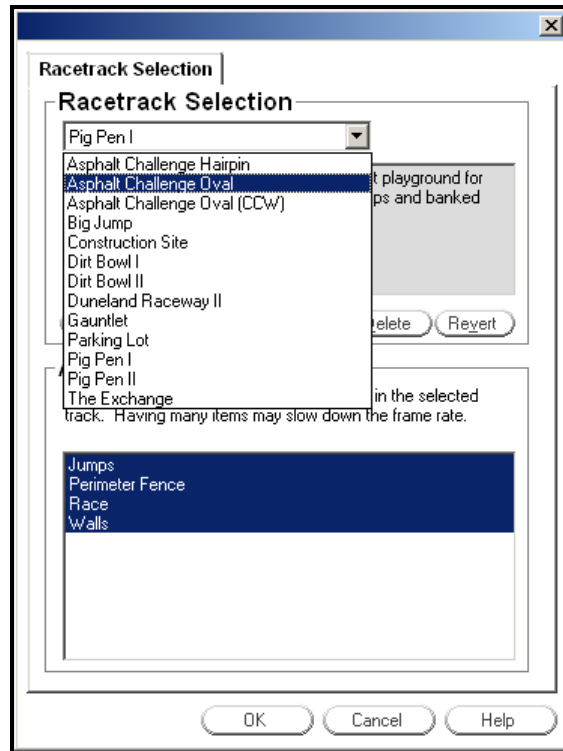 Racetrack Selection
Racetrack Selection
Pig Pen I
Asphalt Challenge Hairpin
Asphalt Challenge Oval
Asphalt Challenge Oval (CCW)
Big Jump
Construction Site
Dirt Bowl I
Dirt Bowl II
Duneland Raceway II
Gauntlet
Parking Lot
Pig Pen I
Pig Pen II
The Exchange
t playground for
ps and banked
elete
Revert
in the selected
track. Having many items may slow down the frame rate.
Jumps
Perimeter Fence
Race
Walls
OK
Cancel
Help